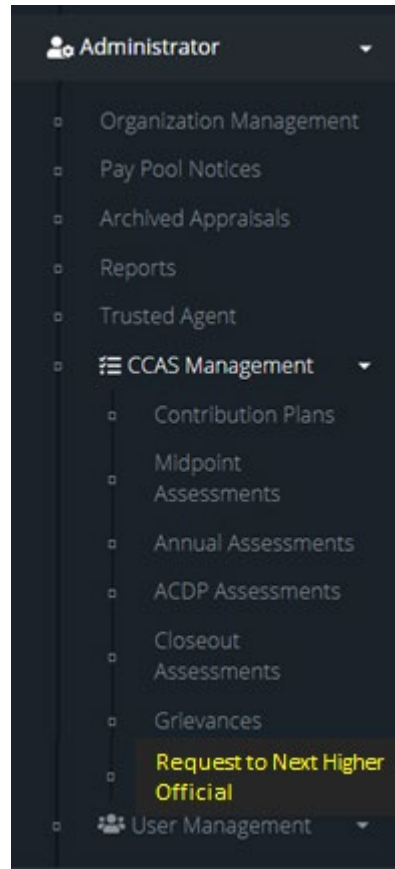 Administrator
Organization Management
Pay Pool Notices
Archived Appraisals
Reports
Trusted Agent
CCAS Management
Contribution Plans
Midpoint
Assessments
Annual Assessments
ACDP Assessments
Closeout
Assessments
Grievances
Request to Next Higher
Official
User Management